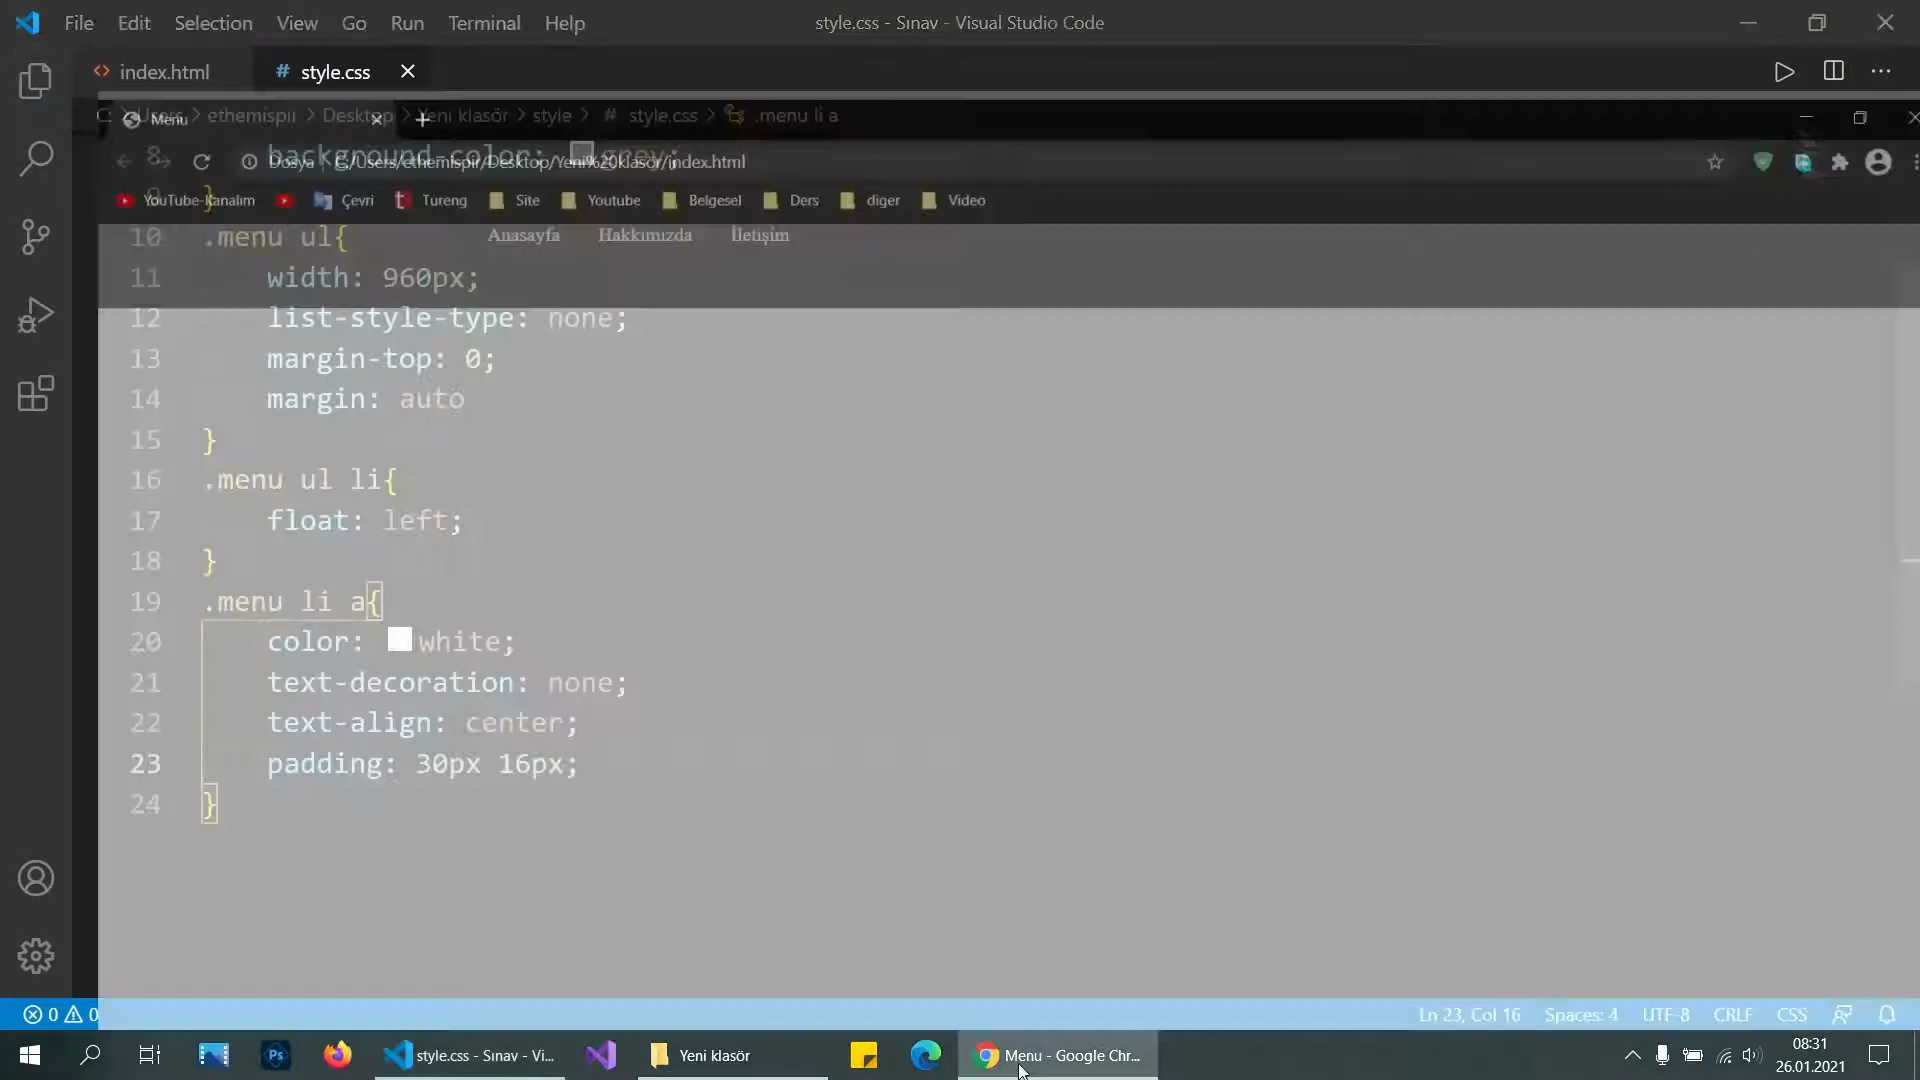 File Edit Selection View Go Run Terminal Help
style.css - Sınav - Visual Studio Code
index.html
# style.css
Menu
ethemispir > Desktop > Yeni klasör > style > # style.css > .menu li a
8 background-color: grey;
Dosya | C:/Users/ethemispir/Desktop/Yeni%20klasör/index.html
9 }
YouTube-Kanalım Çevri Tureng Site Youtube Belgesel Ders diger Video
10 .menu ul{
Anasayfa Hakkımızda İletişim
11 width: 960px;
12 list-style-type: none;
13 margin-top: 0;
14 margin: auto
15 }
16 .menu ul li{
17 float: left;
18 }
19 .menu li a{
20 color: white;
21 text-decoration: none;
22 text-align: center;
23 padding: 30px 16px;
24 }
0 0
Ln 23, Col 16 Spaces: 4 UTF-8 CRLF CSS
Ps
style.css - Sınav - Vi...
Yeni klasör
Menu - Google Chr...
08:31
26.01.2021